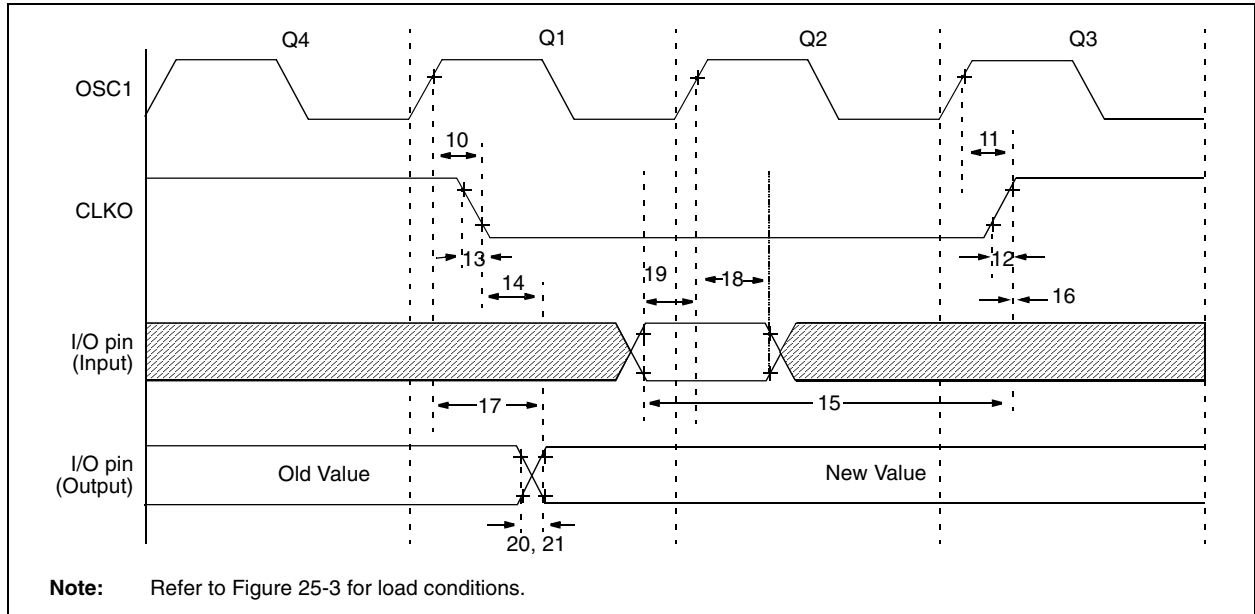 Q4 Q1 Q2 Q3
OSC1
10 11
CLKO
13 12
14 19 18 16
I/O pin
(Input)
17 15
I/O pin
(Output)
Old Value New Value
20, 21
Note: Refer to Figure 25-3 for load conditions.